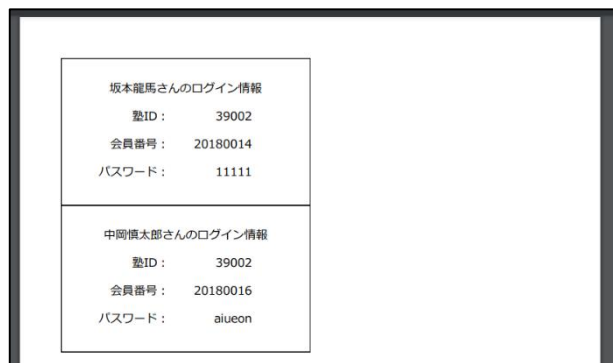 坂本龍馬さんのログイン情報
塾ID： 39002
会員番号： 20180014
パスワード： 11111
中岡慎太郎さんのログイン情報
塾ID： 39002
会員番号： 20180016
パスワード： aiueon